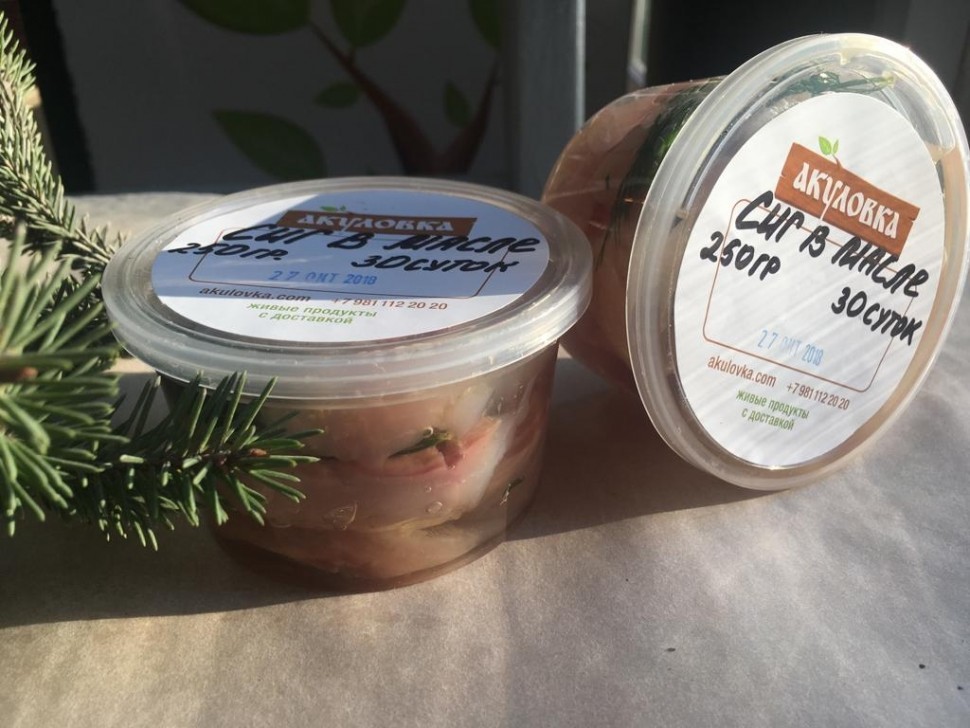 АКУЛОВКА
СИГ В МАСЛЕ
250гр 30суток
27 ОКТ 2018
akulovka.com +7 981 112 20 20
живые продукты
с доставкой
АКУЛОВКА
СИГ В МАСЛЕ
250гр
30суток
27 ОКТ 2018
akulovka.com +7 981 112 20 20
живые продукты
с доставкой